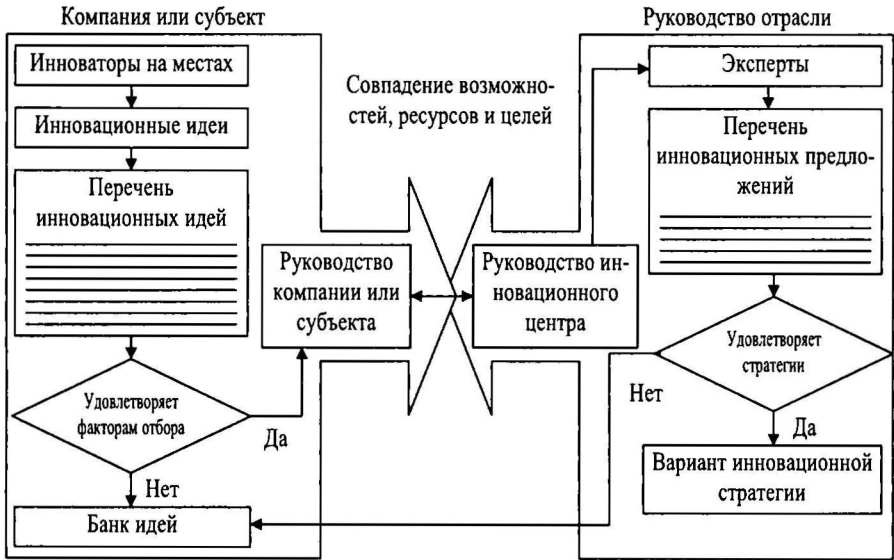 Компания или субъект
Инноваторы на местах
Инновационные идеи
Перечень
инновационных идей
Удовлетворяет
факторам отбора
Да
Нет
Банк идей
Руководство
компании или
субъекта
Совпадение возможно-
стей, ресурсов и целей
Руководство ин-
новационного
центра
Руководство отрасли
Эксперты
Перечень
инновационных предло-
жений
Удовлетворяет
стратегии
Нет
Да
Вариант инновационной
стратегии